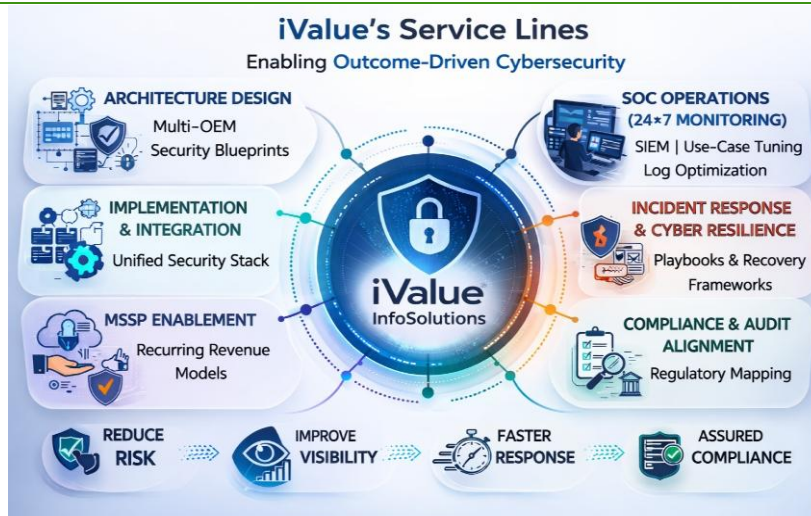 iValue's Service Lines
Enabling Outcome-Driven Cybersecurity
ARCHITECTURE DESIGN
Multi-OEM
Security Blueprints
IMPLEMENTATION
& INTEGRATION
Unified Security Stack
MSSP ENABLEMENT
Recurring Revenue
Models
iValue
InfoSolutions
SOC OPERATIONS
(24×7 MONITORING)
SIEM | Use-Case Tuning
Log Optimization
INCIDENT RESPONSE
& CYBER RESILIENCE
Playbooks & Recovery
Frameworks
COMPLIANCE & AUDIT
ALIGNMENT
Regulatory Mapping
REDUCE
RISK
IMPROVE
VISIBILITY
FASTER
RESPONSE
ASSURED
COMPLIANCE